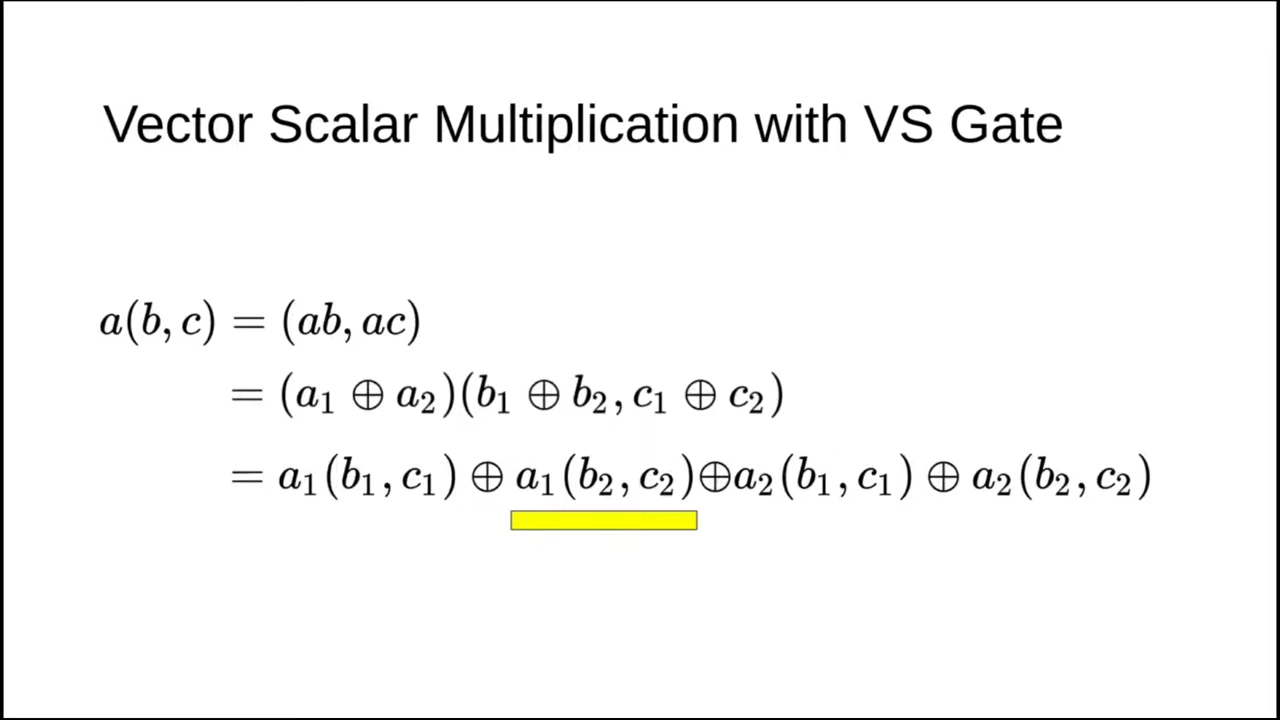 Vector Scalar Multiplication with VS Gate
a(b, c) = (ab, ac)
= (a₁ ⊕ a₂)(b₁ ⊕ b₂, c₁ ⊕ c₂)
= a₁(b₁, c₁) ⊕ a₁(b₂, c₂)⊕a₂(b₁, c₁) ⊕ a₂(b₂, c₂)